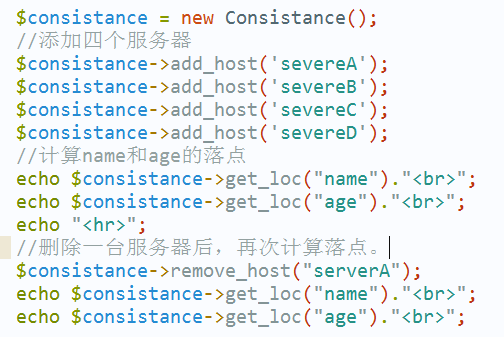 $consistance = new Consistance();
//添加四个服务器
$consistance->add_host('severeA');
$consistance->add_host('severeB');
$consistance->add_host('severeC');
$consistance->add_host('severeD');
//计算name和age的落点
echo $consistance->get_loc("name")."<br>";
echo $consistance->get_loc("age")."<br>";
echo "<hr>";
//删除一台服务器后，再次计算落点。
$consistance->remove_host("serverA");
echo $consistance->get_loc("name")."<br>";
echo $consistance->get_loc("age")."<br>";